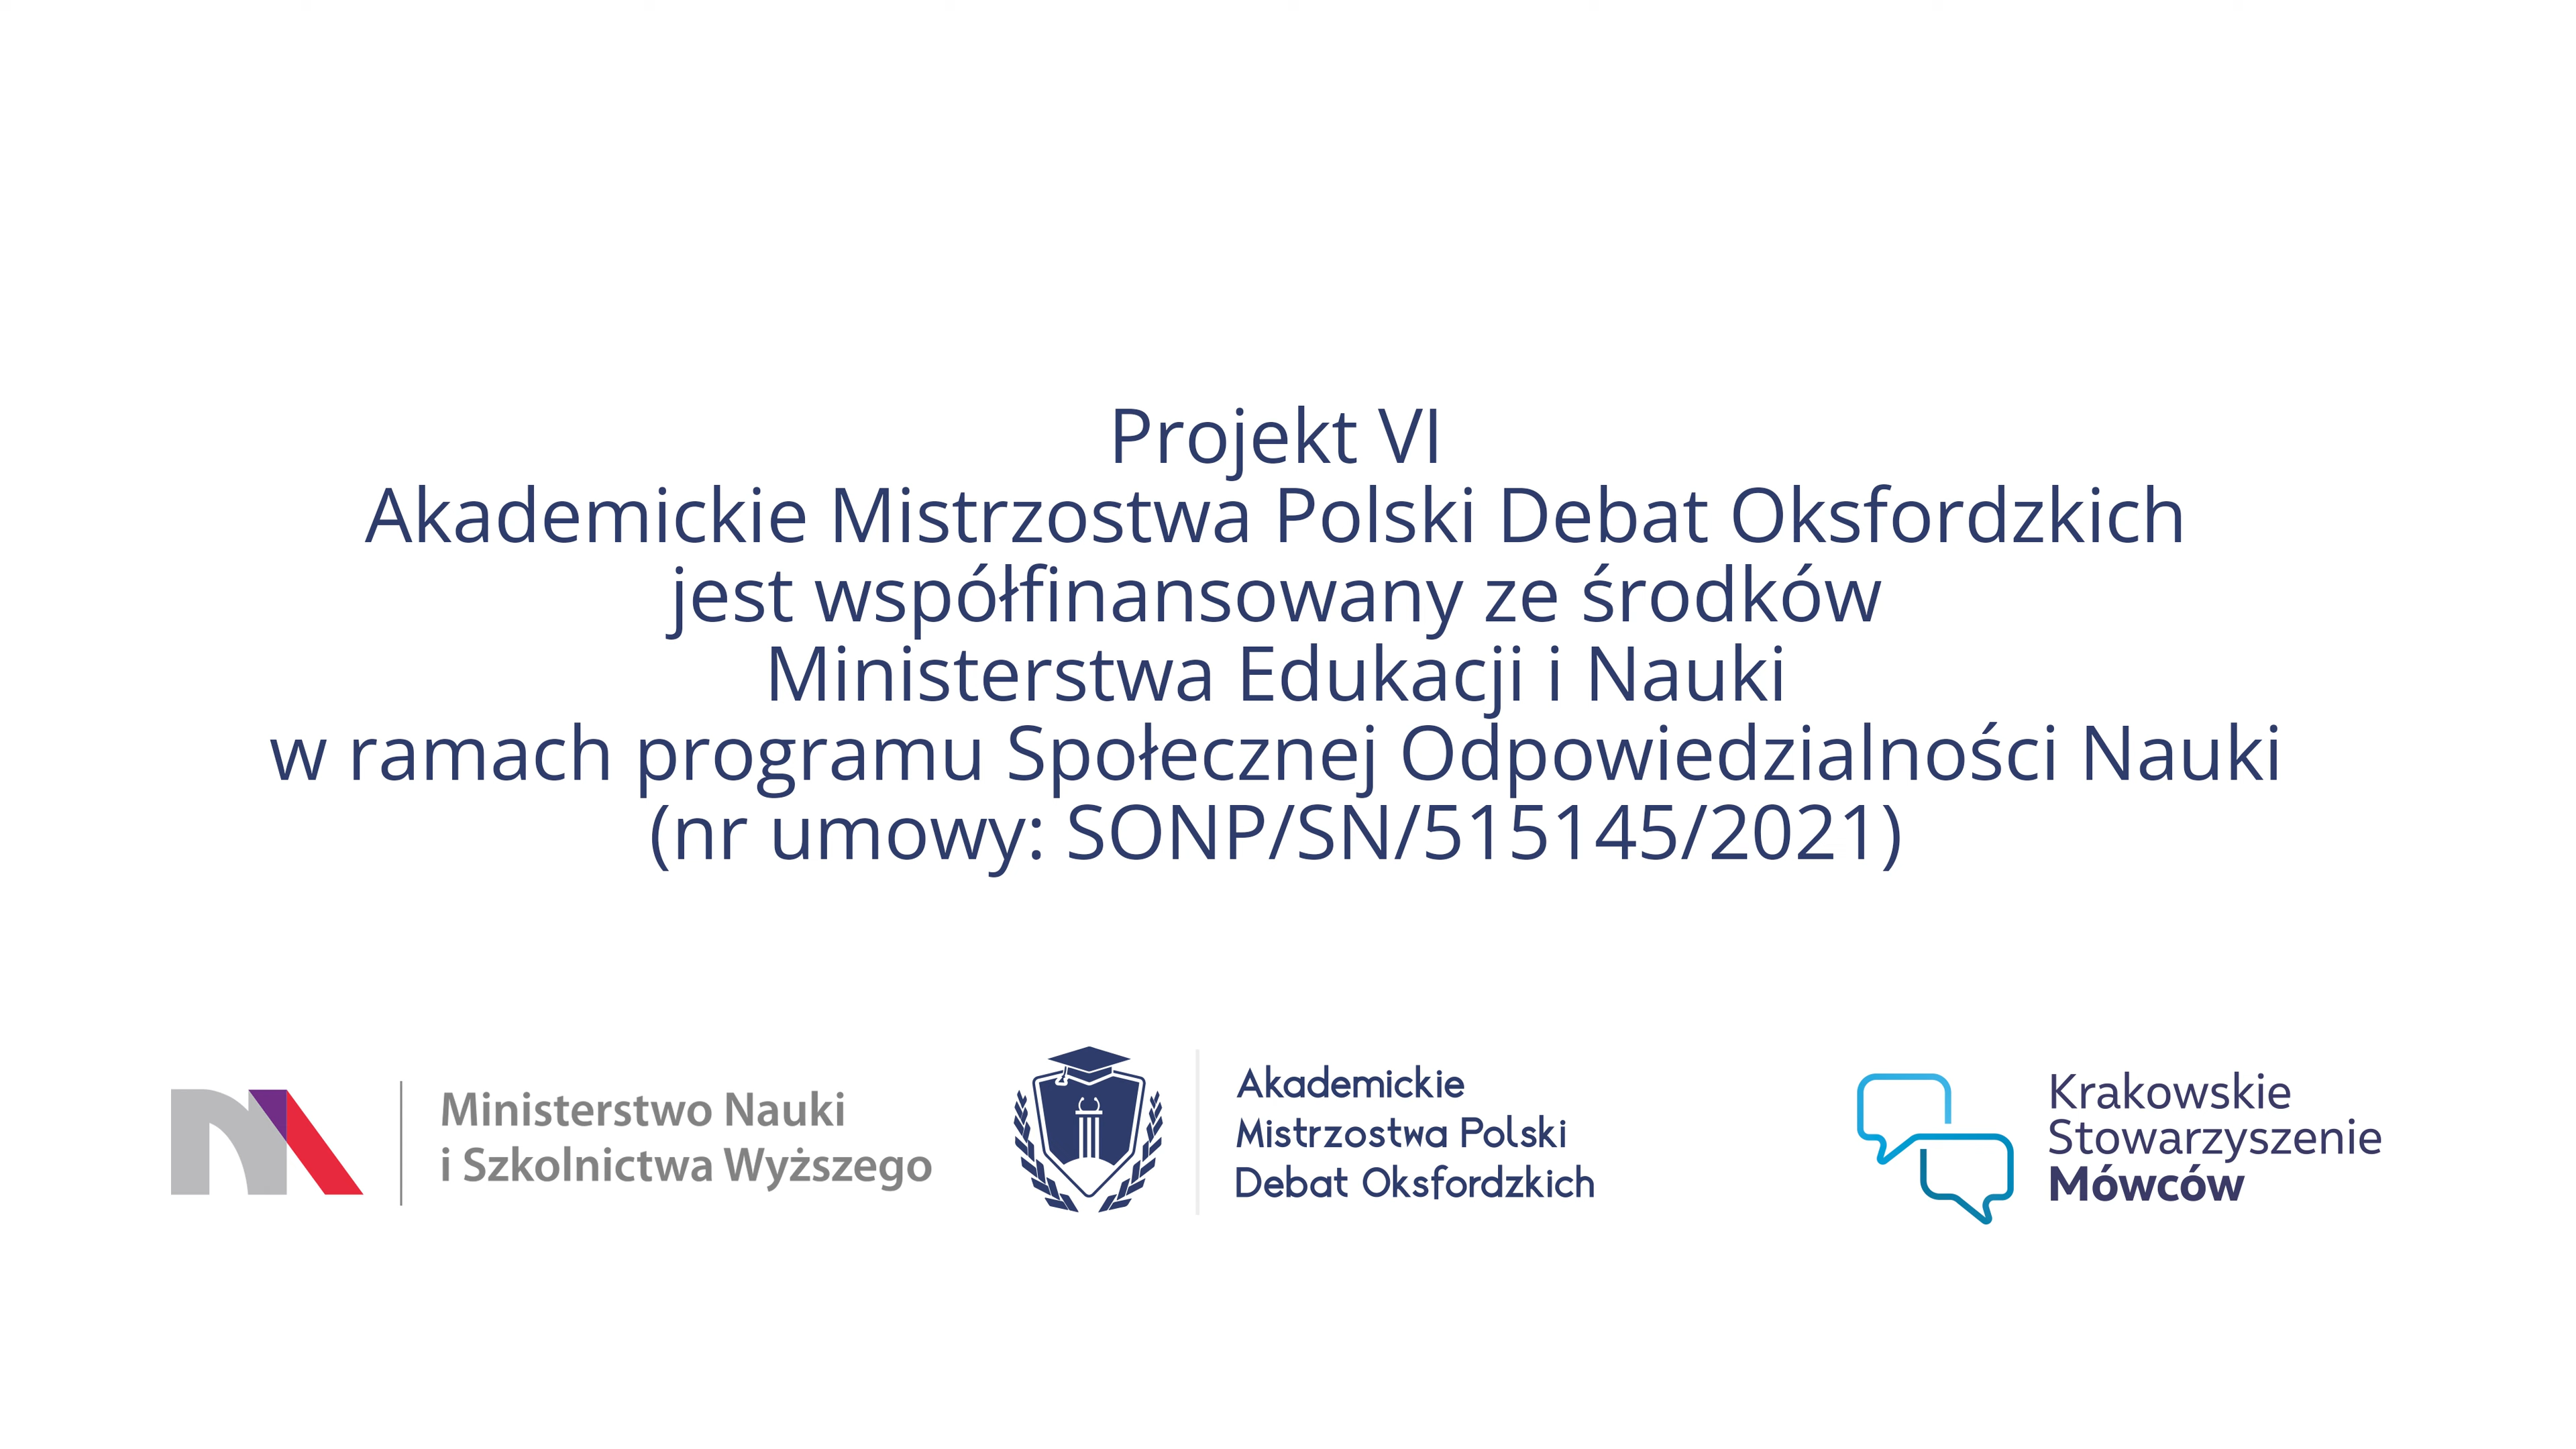 Projekt VI
Akademickie Mistrzostwa Polski Debat Oksfordzkich
jest współfinansowany ze środków
Ministerstwa Edukacji i Nauki
w ramach programu Społecznej Odpowiedzialności Nauki
(nr umowy: SONP/SN/515145/2021)
Ministerstwo Nauki
i Szkolnictwa Wyższego
Akademickie
Mistrzostwa Polski
Debat Oksfordzkich
Krakowskie
Stowarzyszenie
Mówców